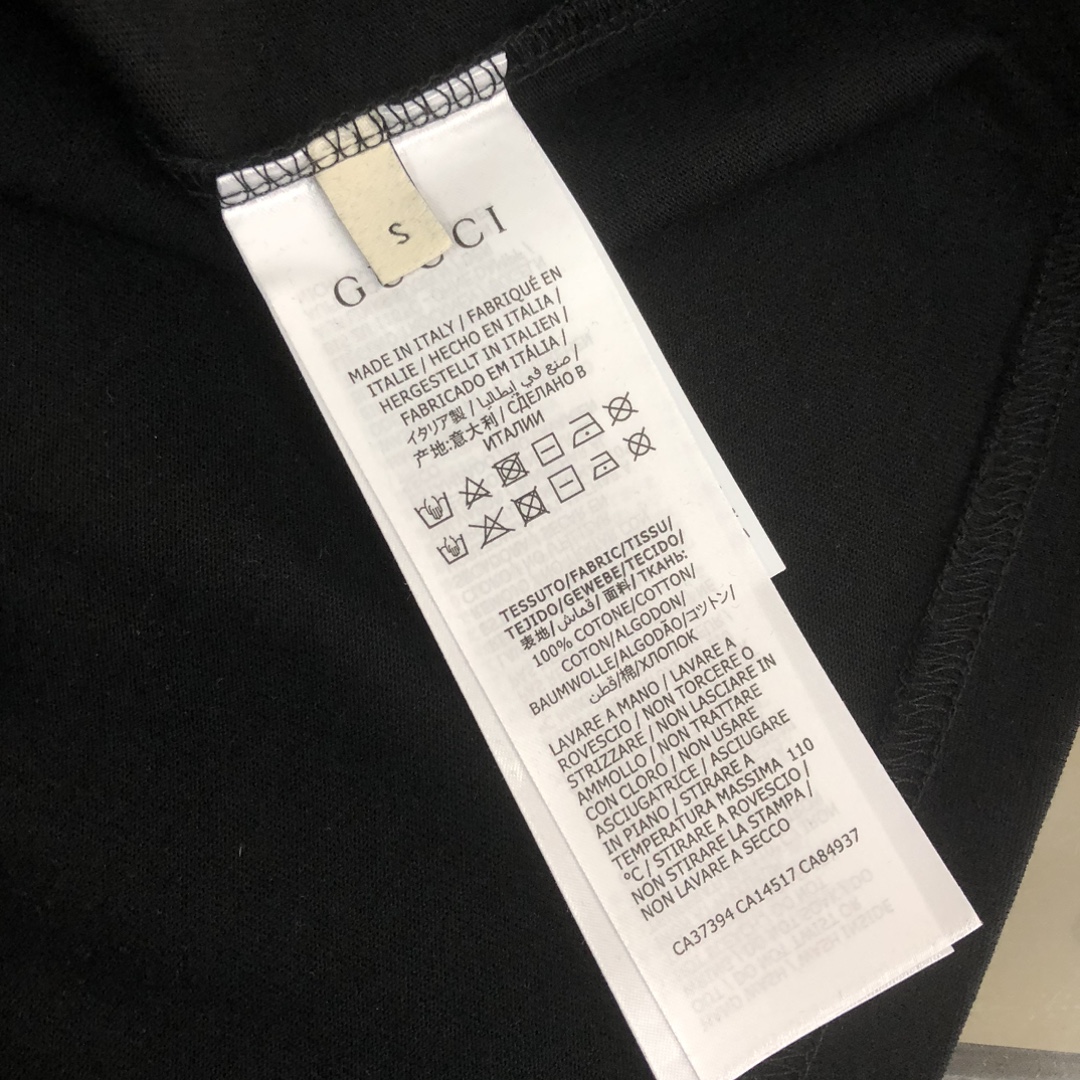 S
GUCCI
MADE IN ITALY / FABRIQUÉ EN
ITALIE / HECHO EN ITALIA /
HERGESTELLT IN ITALIEN /
FABRICADO EM ITÁLIA /
イタリア製 / صنع في إيطاليا /
产地:意大利 / СДЕЛАНО В
ИТАЛИИ
TESSUTO/FABRIC/TISSU/
TEJIDO/GEWEBE/TECIDO/
表地/قماش/面料/ТКАНЬ:
100% COTONE/COTTON/
COTON/ALGODON/
BAUMWOLLE/ALGODÃO/コットン/
قطن/棉/ХЛОПОК
LAVARE A MANO / LAVARE A
ROVESCIO / NON TORCERE O
STRIZZARE / NON LASCIARE IN
AMMOLLO / NON TRATTARE
CON CLORO / NON USARE
ASCIUGATRICE / ASCIUGARE
IN PIANO / STIRARE A
TEMPERATURA MASSIMA 110
°C / STIRARE A ROVESCIO /
NON STIRARE LA STAMPA /
NON LAVARE A SECCO
CA37394 CA14517 CA84937